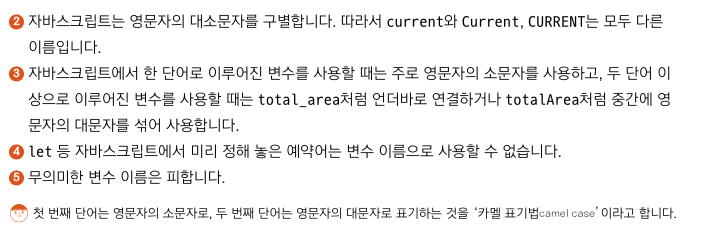 ❷ 자바스크립트는 영문자의 대소문자를 구별합니다. 따라서 current와 Current, CURRENT는 모두 다른
이름입니다.
❸ 자바스크립트에서 한 단어로 이루어진 변수를 사용할 때는 주로 영문자의 소문자를 사용하고, 두 단어 이
상으로 이루어진 변수를 사용할 때는 total_area처럼 언더바로 연결하거나 totalArea처럼 중간에 영
문자의 대문자를 섞어 사용합니다.
❹ let 등 자바스크립트에서 미리 정해 놓은 예약어는 변수 이름으로 사용할 수 없습니다.
❺ 무의미한 변수 이름은 피합니다.
첫 번째 단어는 영문자의 소문자로, 두 번째 단어는 영문자의 대문자로 표기하는 것을 ‘카멜 표기법camel case’이라고 합니다.